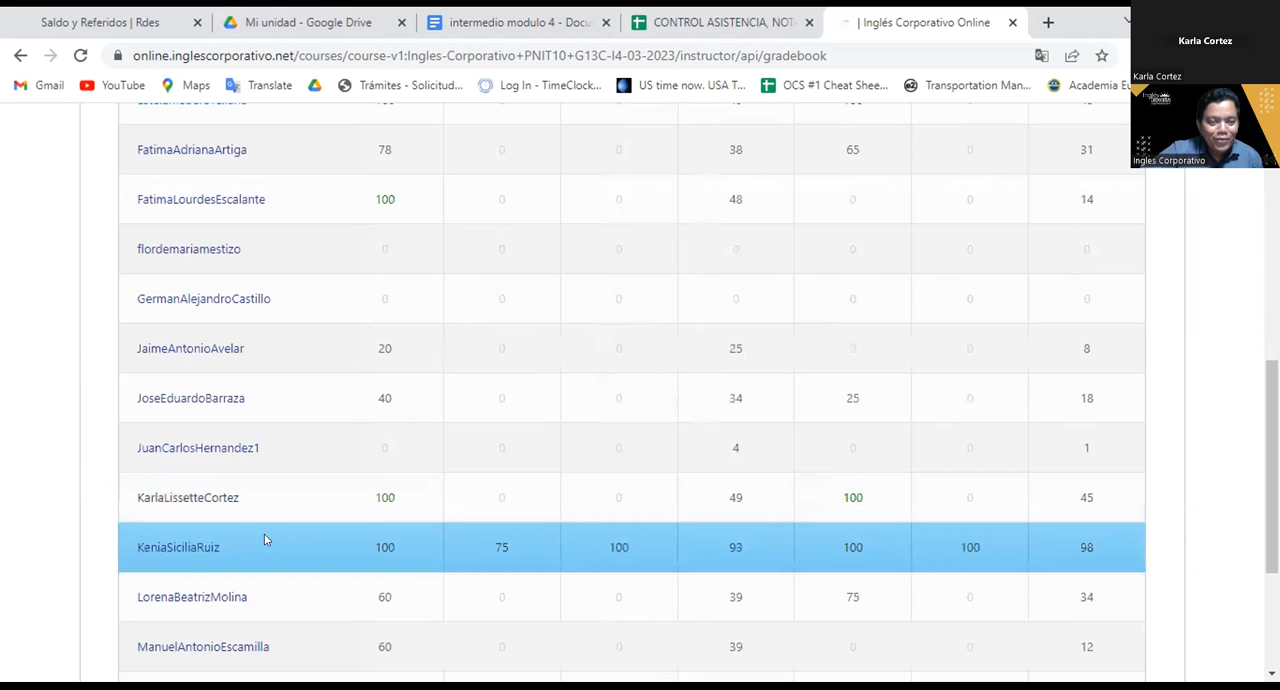 Saldo y Referidos | Rdes
Mi unidad - Google Drive
intermedio modulo 4 - Docu
CONTROL ASISTENCIA, NOT
| Inglés Corporativo Online
online.inglescorporativo.net/courses/course-v1:Ingles-Corporativo+PNIT10+G13C-I4-03-2023/instructor/api/gradebook
Gmail
YouTube
Maps
Translate
Trámites - Solicitud...
Log In - TimeClock...
US time now. USA T...
OCS #1 Cheat Shee...
Transportation Man...
Academia Eu
Karla Cortez
Karla Cortez
Ingles Corporativo
FatimaAdrianaArtiga 78 0 0 38 65 0 31
FatimaLourdesEscalante 100 0 0 48 0 0 14
flordemariamestizo 0 0 0 0 0 0 0
GermanAlejandroCastillo 0 0 0 0 0 0 0
JaimeAntonioAvelar 20 0 0 25 0 0 8
JoseEduardoBarraza 40 0 0 34 25 0 18
JuanCarlosHernandez1 0 0 0 4 0 0 1
KarlaLissetteCortez 100 0 0 49 100 0 45
KeniaSiciliaRuiz 100 75 100 93 100 100 98
LorenaBeatrizMolina 60 0 0 39 75 0 34
ManuelAntonioEscamilla 60 0 0 39 0 0 12